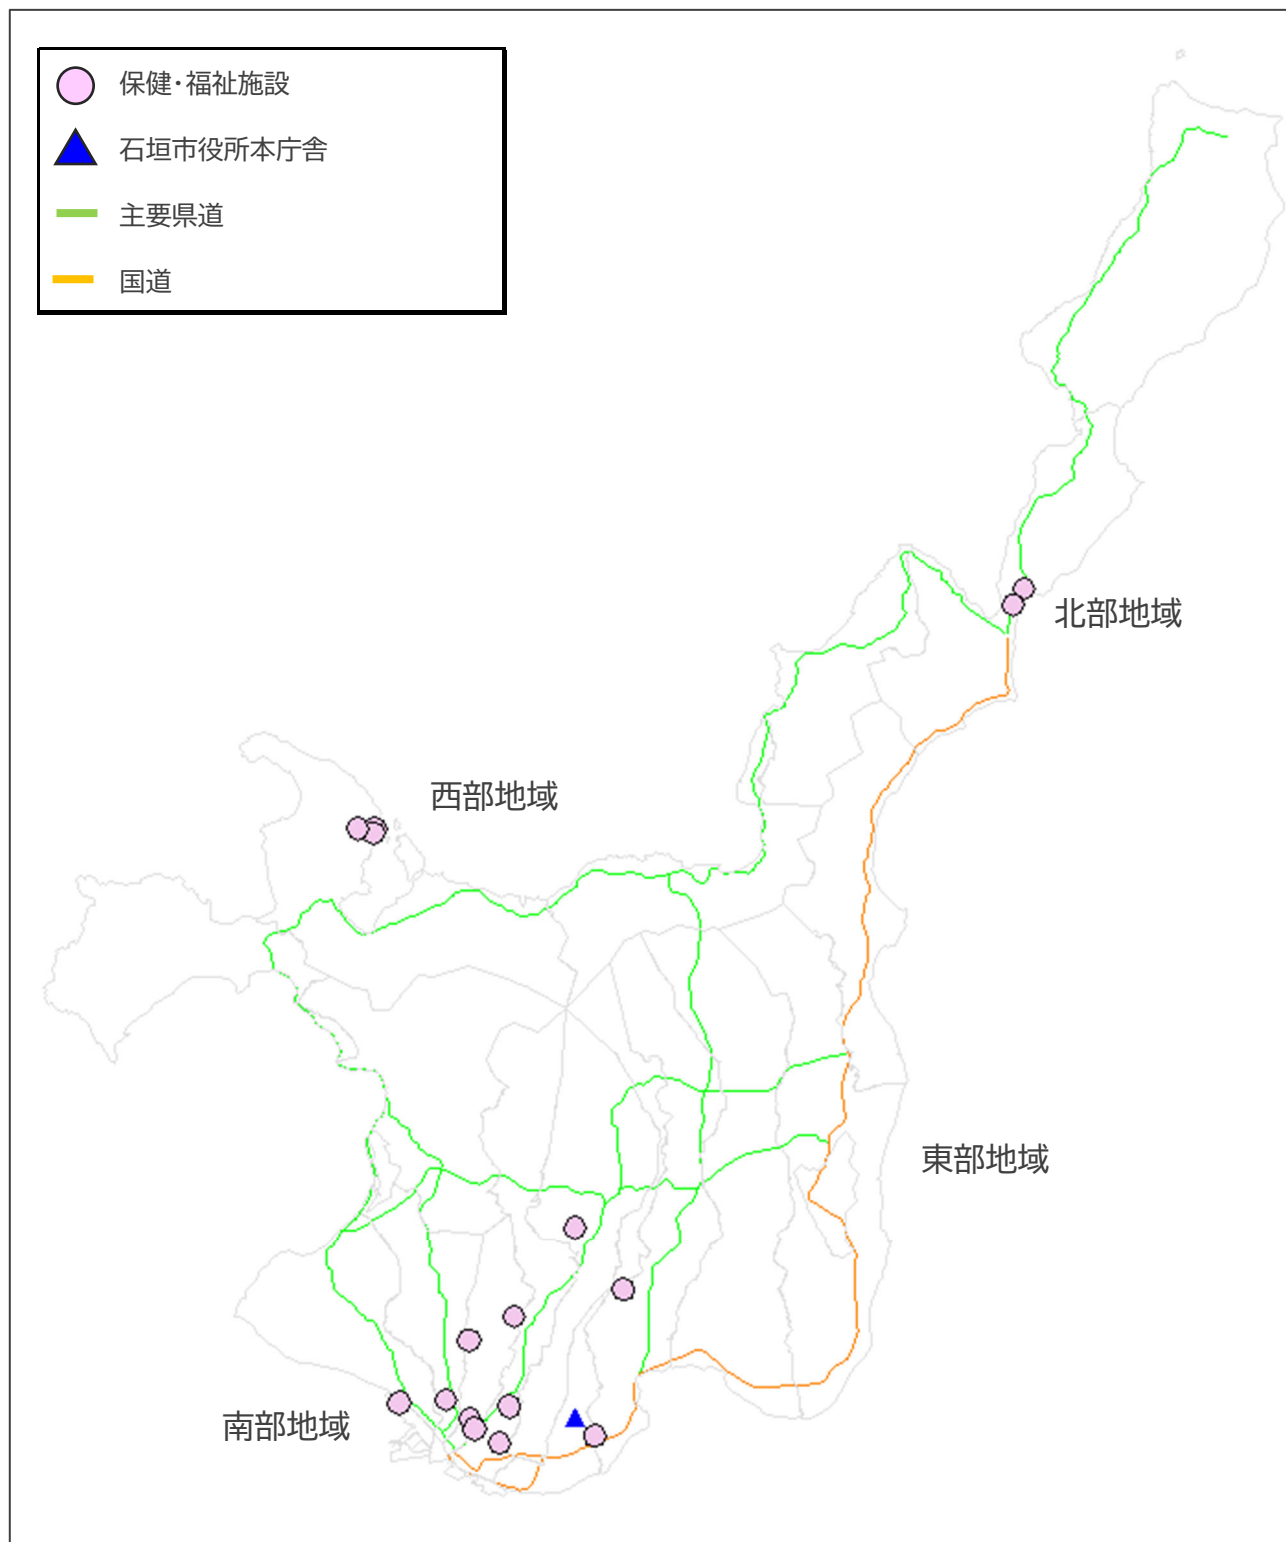 保健・福祉施設
石垣市役所本庁舎
主要県道
国道
北部地域
西部地域
東部地域
南部地域